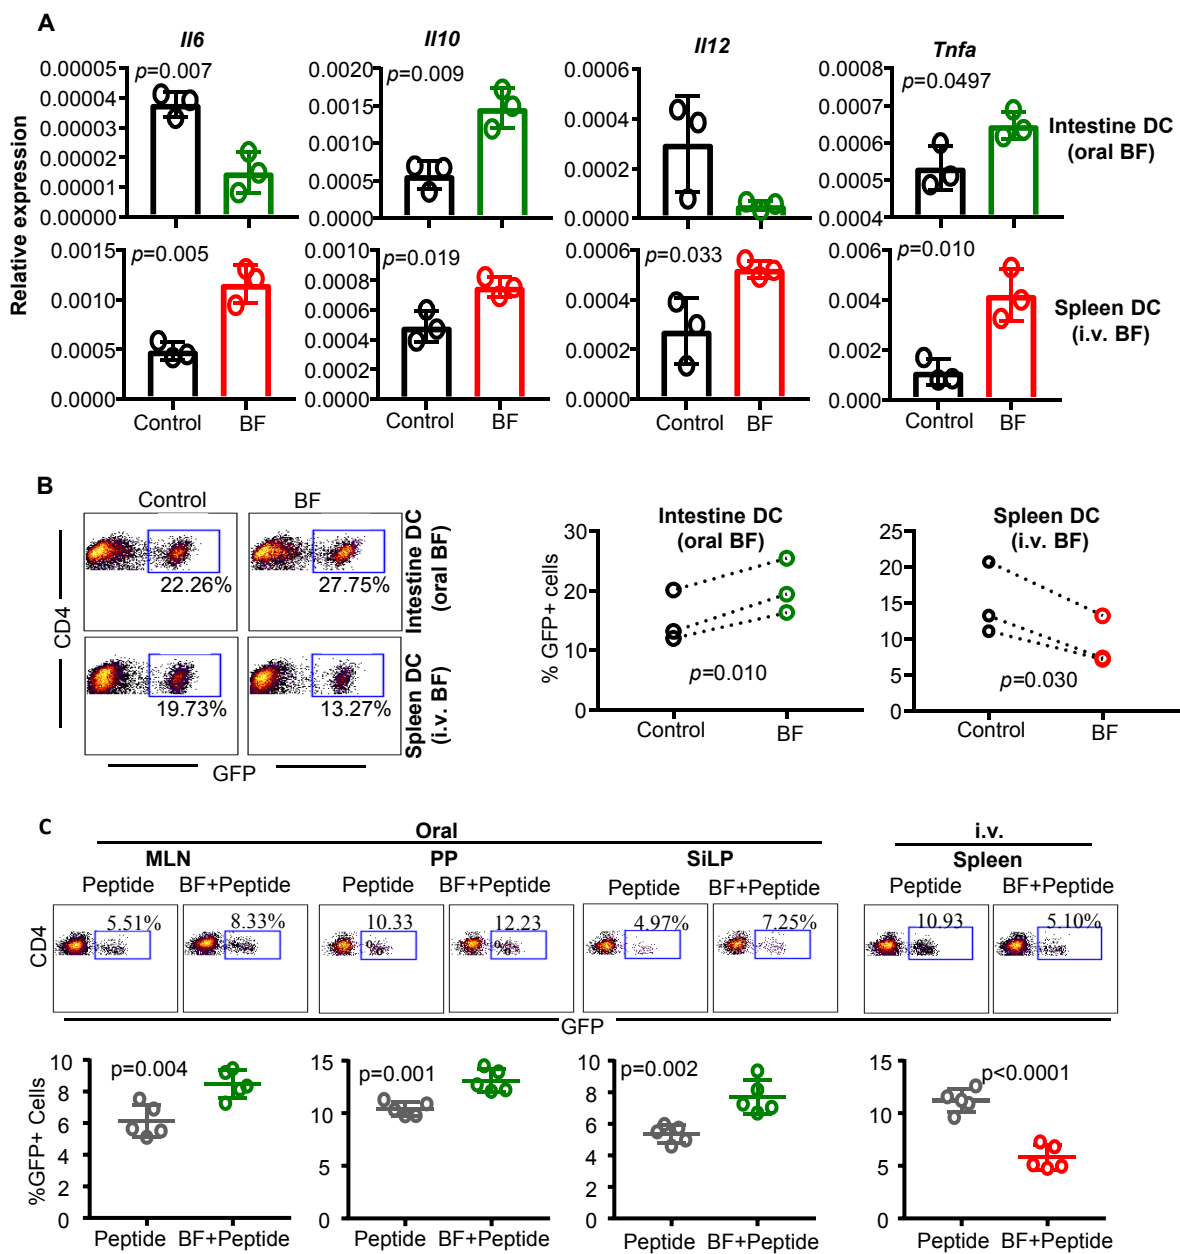 A
Il6
Il10
Il12
Tnfa
Relative expression
0.00005
0.00004
0.00003
0.00002
0.00001
0.00000
p=0.007
0.0020
0.0015
0.0010
0.0005
0.0000
p=0.009
0.0006
0.0004
0.0002
0.0000
0.0008
0.0007
0.0006
0.0005
0.0004
p=0.0497
Intestine DC
(oral BF)
0.0015
0.0010
0.0005
0.0000
p=0.005
Control BF
0.0010
0.0008
0.0006
0.0004
0.0002
0.0000
p=0.019
Control BF
0.0006
0.0004
0.0002
0.0000
p=0.033
Control BF
0.006
0.004
0.002
0.000
p=0.010
Control BF
Spleen DC
(i.v. BF)
B
Control BF
22.26%
27.75%
Intestine DC
(oral BF)
CD4
19.73%
13.27%
Spleen DC
(i.v. BF)
GFP
Intestine DC
(oral BF)
% GFP+ cells
30
20
10
0
p=0.010
Control BF
Spleen DC
(i.v. BF)
25
20
15
10
5
0
p=0.030
Control BF
C
Oral
i.v.
MLN
PP
SiLP
Spleen
Peptide BF+Peptide
Peptide BF+Peptide
Peptide BF+Peptide
Peptide BF+Peptide
CD4
5.51%
8.33%
10.33
%
12.23
%
4.97%
7.25%
10.93
5.10%
GFP
%GFP+ Cells
10
8
6
4
2
0
p=0.004
Peptide BF+Peptide
15
10
5
0
p=0.001
Peptide BF+Peptide
10
8
6
4
2
0
p=0.002
Peptide BF+Peptide
15
10
5
0
p<0.0001
Peptide BF+Peptide